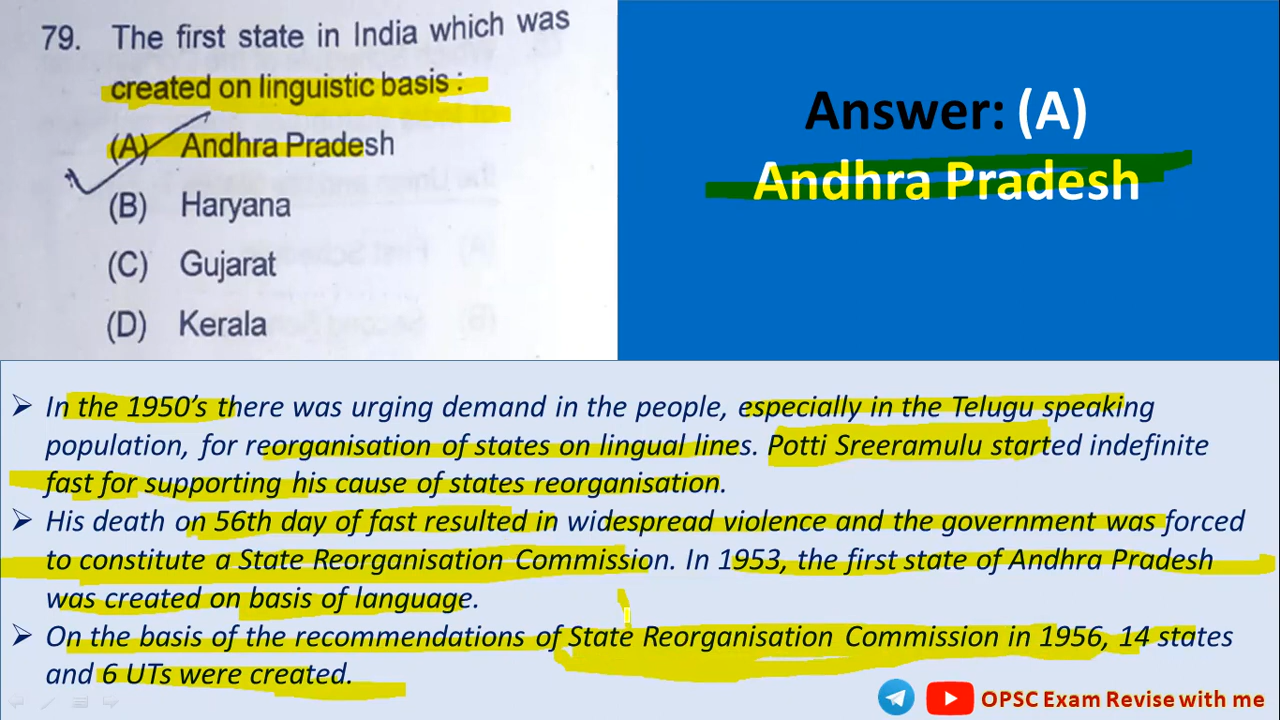 79. The first state in India which was
created on linguistic basis :
(A) Andhra Pradesh
(B) Haryana
(C) Gujarat
(D) Kerala
Answer: (A)
Andhra Pradesh
➢ In the 1950’s there was urging demand in the people, especially in the Telugu speaking
population, for reorganisation of states on lingual lines. Potti Sreeramulu started indefinite
fast for supporting his cause of states reorganisation.
➢ His death on 56th day of fast resulted in widespread violence and the government was forced
to constitute a State Reorganisation Commission. In 1953, the first state of Andhra Pradesh
was created on basis of language.
➢ On the basis of the recommendations of State Reorganisation Commission in 1956, 14 states
and 6 UTs were created.
OPSC Exam Revise with me